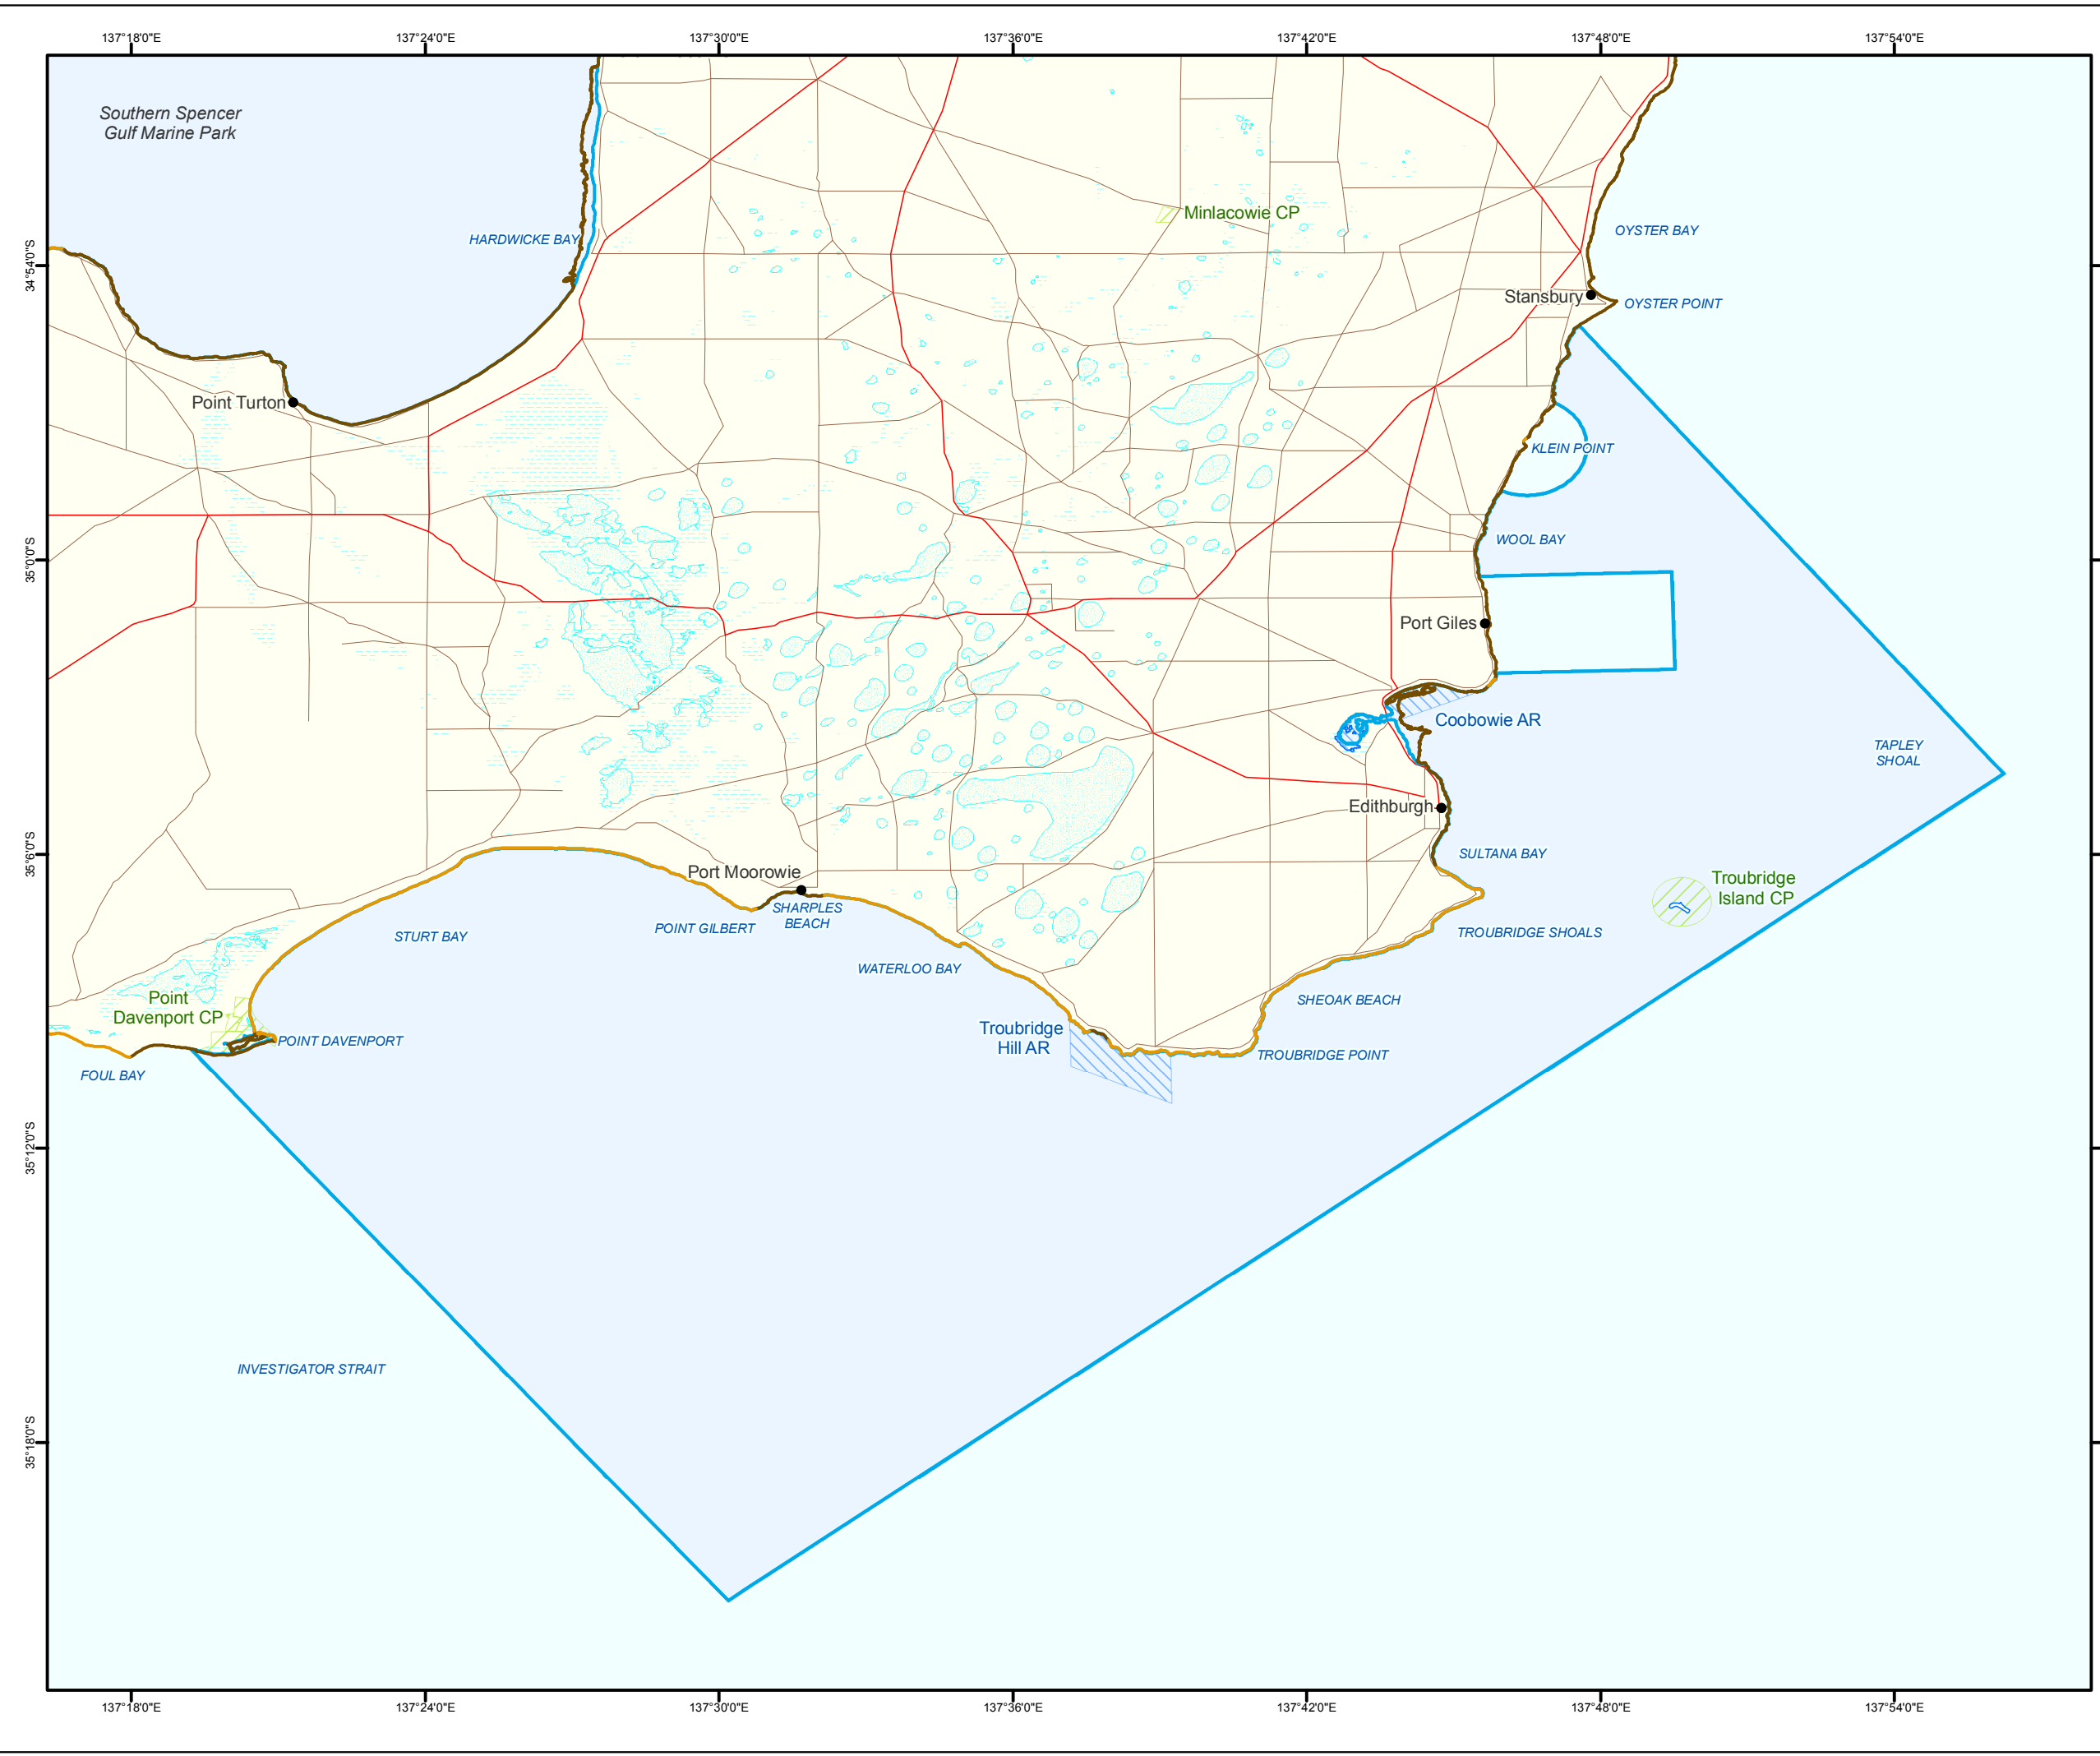 137°18'0"E
137°24'0"E
137°30'0"E
137°36'0"E
137°42'0"E
137°48'0"E
137°54'0"E
Southern Spencer
Gulf Marine Park
Minlacowie CP
HARDWICKE BAY
OYSTER BAY
34°54'0"S
Stansbury
OYSTER POINT
Point Turton
KLEIN POINT
WOOL BAY
35°0'0"S
Port Giles
Coobowie AR
TAPLEY
SHOAL
Edithburgh
35°6'0"S
SULTANA BAY
Port Moorowie
Troubridge
Island CP
SHARPLES
BEACH
POINT GILBERT
STURT BAY
TROUBRIDGE SHOALS
WATERLOO BAY
Point
Davenport CP
SHEOAK BEACH
Troubridge
Hill AR
POINT DAVENPORT
TROUBRIDGE POINT
FOUL BAY
35°12'0"S
INVESTIGATOR STRAIT
35°18'0"S
137°18'0"E
137°24'0"E
137°30'0"E
137°36'0"E
137°42'0"E
137°48'0"E
137°54'0"E